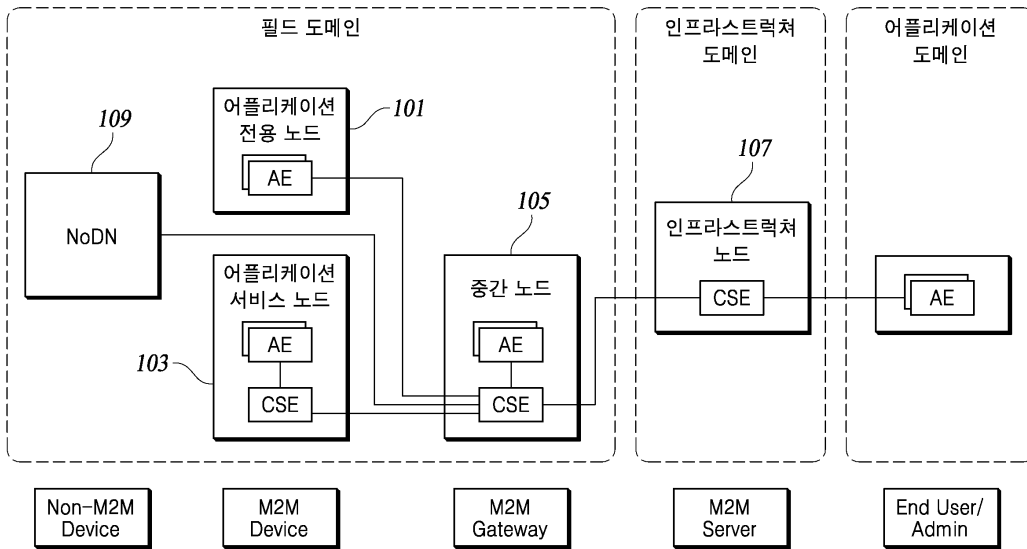 필드 도메인
인프라스트럭쳐
도메인
어플리케이션
도메인
109
NoDN
어플리케이션
전용 노드
AE
101
어플리케이션
서비스 노드
AE
CSE
103
105
중간 노드
AE
CSE
107
인프라스트럭쳐
노드
CSE
AE
Non-M2M
Device
M2M
Device
M2M
Gateway
M2M
Server
End User/
Admin